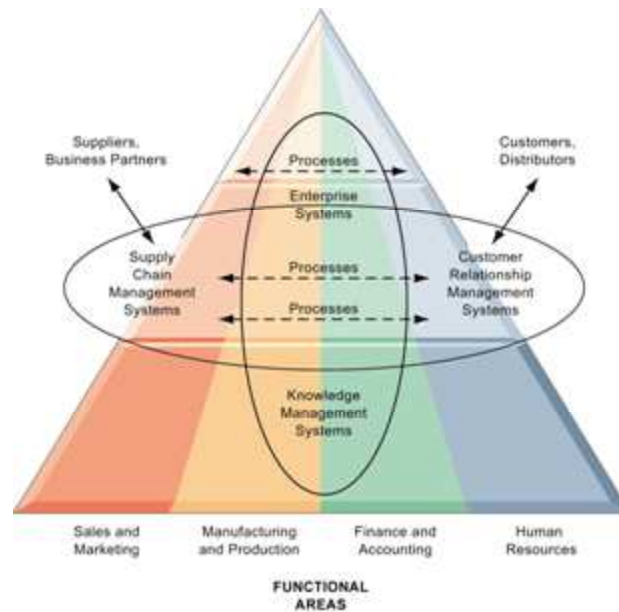 Suppliers,
Business Partners
Customers,
Distributors
Processes
Enterprise
Systems
Supply
Chain
Management
Systems
Processes
Processes
Customer
Relationship
Management
Systems
Knowledge
Management
Systems
Sales and
Marketing
Manufacturing
and Production
Finance and
Accounting
Human
Resources
FUNCTIONAL
AREAS